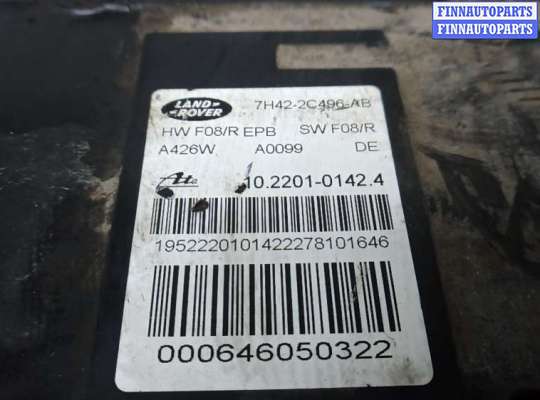 FINNAUTOPARTS
FINNAUTOPARTS
LAND ROVER
7H42-2C496-AB
HW F08/R EPB SW F08/R
A426W A0099 DE
Ate 10.2201-0142.4
1952220101422278101646
000646050322